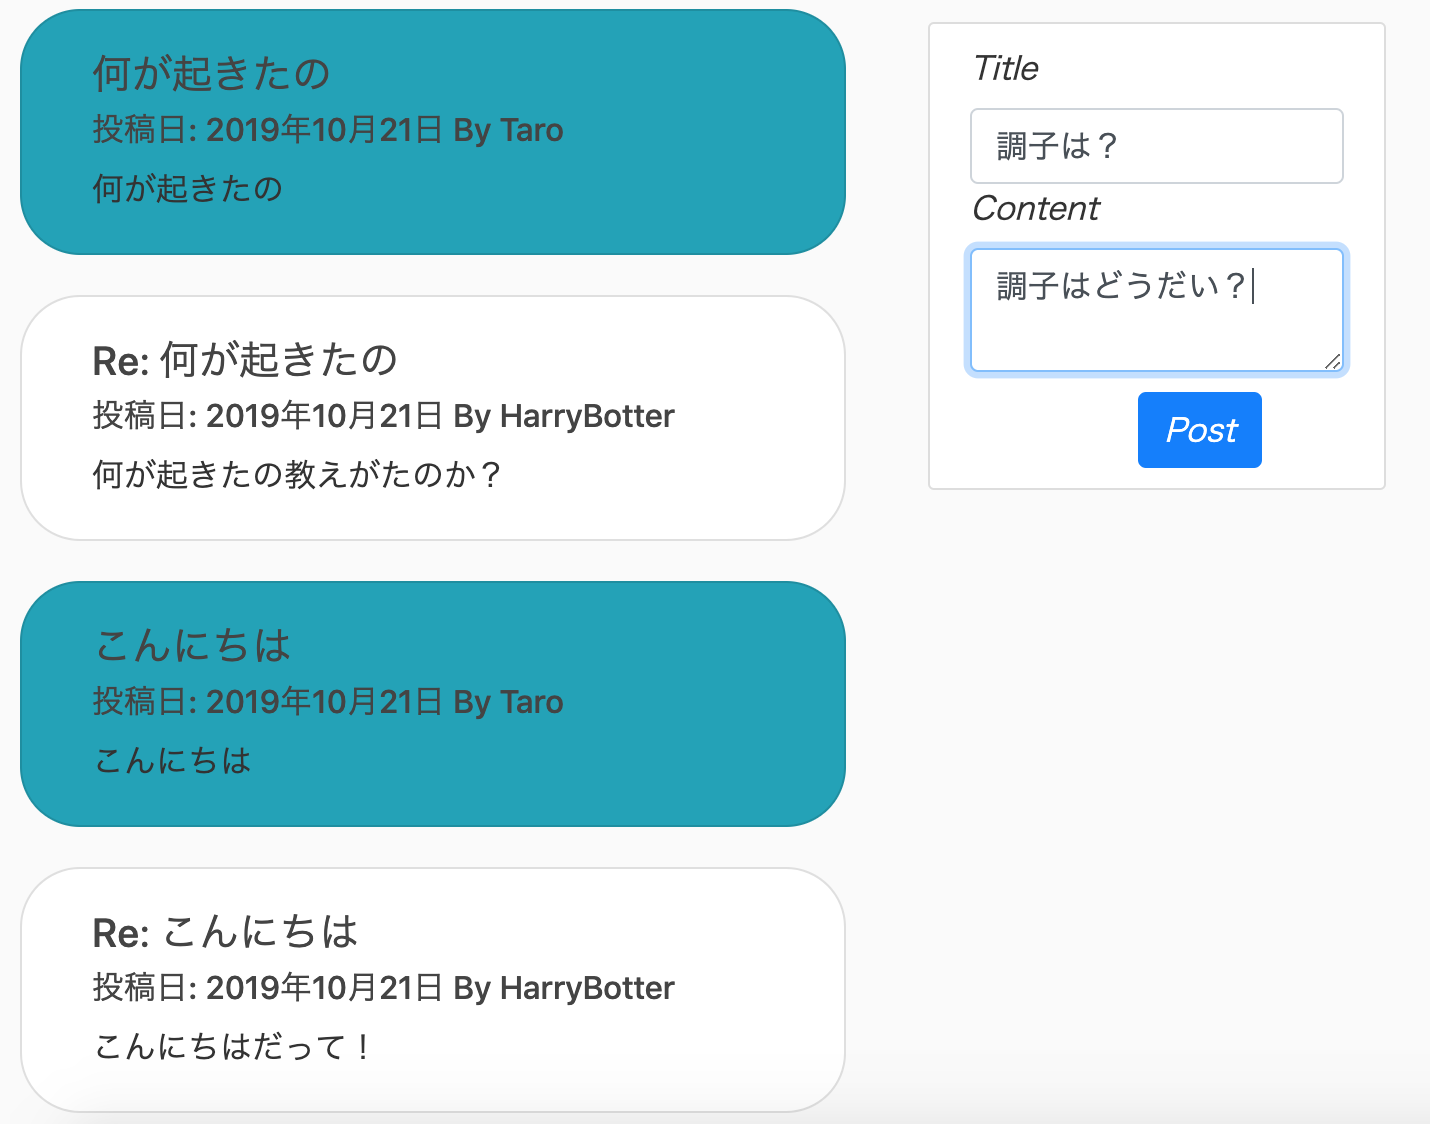 何が起きたの
投稿日: 2019年10月21日 By Taro
何が起きたの
Re: 何が起きたの
投稿日: 2019年10月21日 By HarryBotter
何が起きたの教えがたのか？
こんにちは
投稿日: 2019年10月21日 By Taro
こんにちは
Re: こんにちは
投稿日: 2019年10月21日 By HarryBotter
こんにちはだって！
Title
調子は？
Content
調子はどうだい？
Post